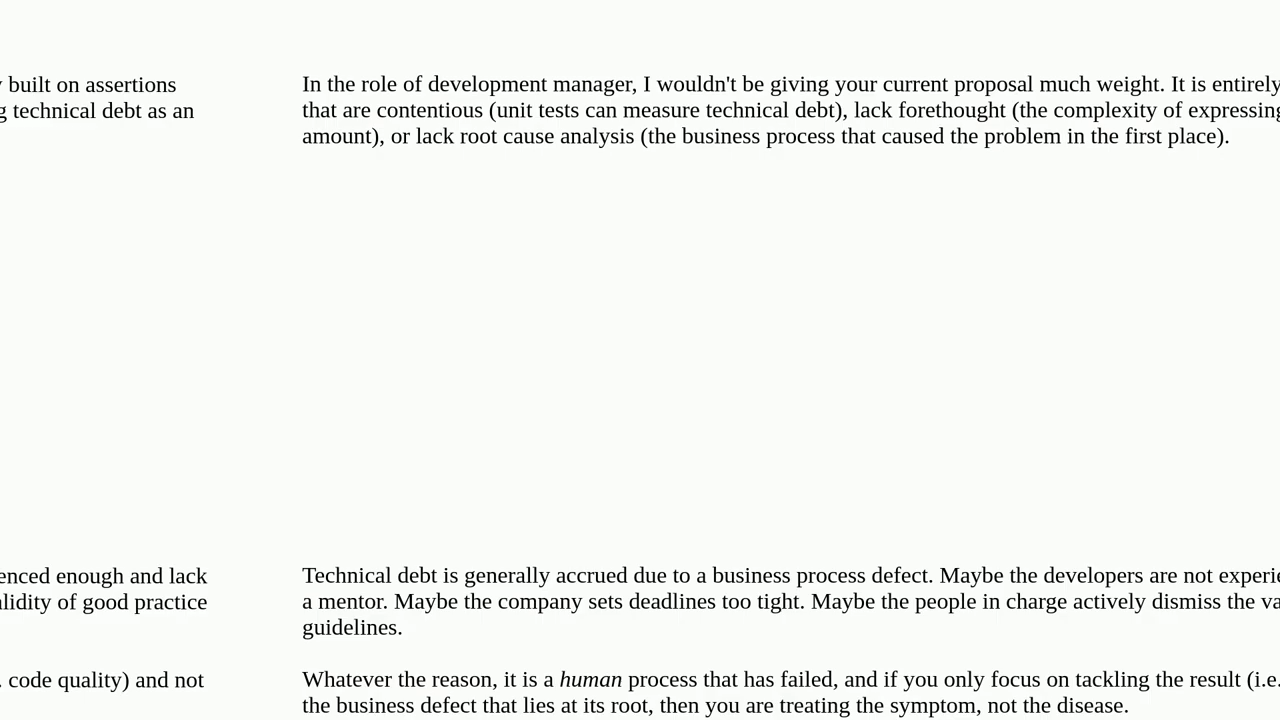 y built on assertions
g technical debt as an
enced enough and lack
alidity of good practice
. code quality) and not
In the role of development manager, I wouldn't be giving your current proposal much weight. It is entirely
that are contentious (unit tests can measure technical debt), lack forethought (the complexity of expressing
amount), or lack root cause analysis (the business process that caused the problem in the first place).
Technical debt is generally accrued due to a business process defect. Maybe the developers are not experie
a mentor. Maybe the company sets deadlines too tight. Maybe the people in charge actively dismiss the va
guidelines.
Whatever the reason, it is a human process that has failed, and if you only focus on tackling the result (i.e.
the business defect that lies at its root, then you are treating the symptom, not the disease.